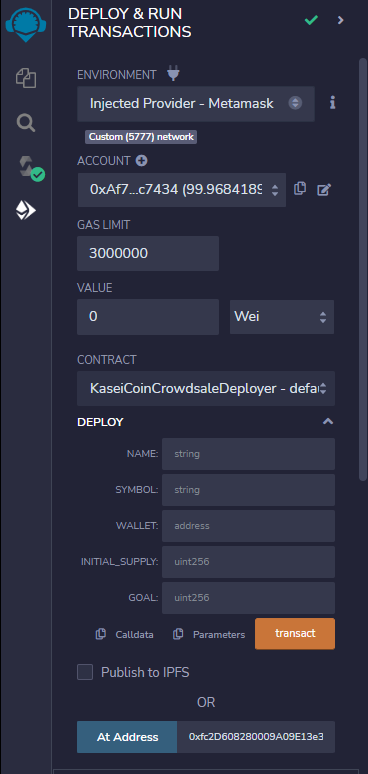 DEPLOY & RUN
TRANSACTIONS
ENVIRONMENT
Injected Provider - Metamask
Custom (5777) network
ACCOUNT
0xAf7...c7434 (99.9684189
GAS LIMIT
3000000
VALUE
0 Wei
CONTRACT
KaseiCoinCrowdsaleDeployer - defau
DEPLOY
NAME: string
SYMBOL: string
WALLET: address
INITIAL_SUPPLY: uint256
GOAL: uint256
Calldata Parameters transact
Publish to IPFS
OR
At Address 0xfc2D608280009A09E13e3